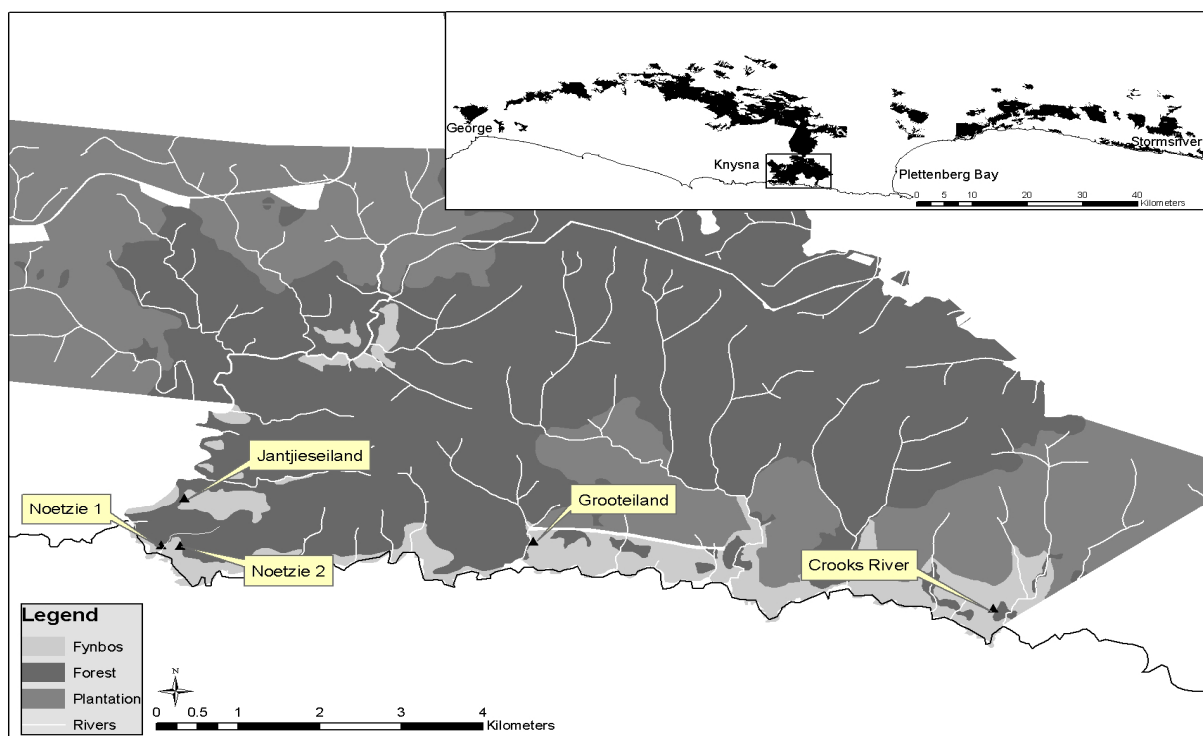 George
Knysna
Plettenberg Bay
Stormsriver
0 5 10 20 30 40
Kilometers
Jantjieseiland
Noetzie 1
Grooteiland
Noetzie 2
Crooks River
Legend
Fynbos
Forest
Plantation
Rivers
N
0 0.5 1 2 3 4
Kilometers